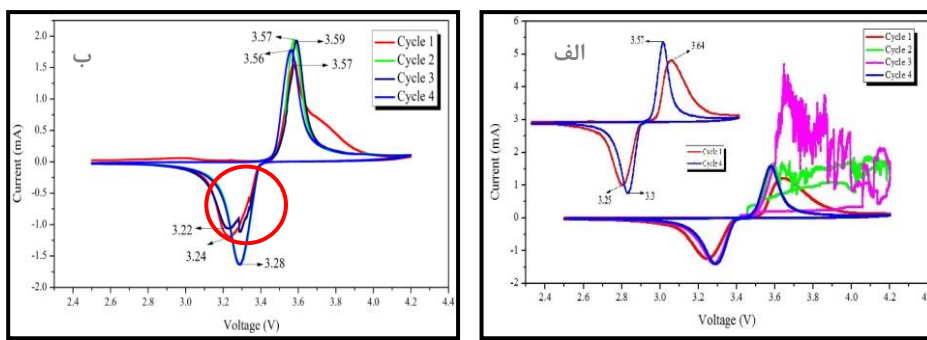 ب
3.57
3.59
3.56
3.57
Cycle 1
Cycle 2
Cycle 3
Cycle 4
2.0
1.5
1.0
0.5
0.0
-0.5
-1.0
-1.5
2.0
Current (mA)
3.22
3.24
3.28
2.4 2.6 2.8 3.0 3.2 3.4 3.6 3.8 4.0 4.2 4.4
Voltage (V)
الف
3.57
3.64
Cycle 1
Cycle 4
3.25
3.3
Cycle 1
Cycle 2
Cycle 3
Cycle 4
6
5
4
3
2
1
0
-1
-2
Current (mA)
2.4 2.6 2.8 3.0 3.2 3.4 3.6 3.8 4.0 4.2 4.4
Voltage (V)